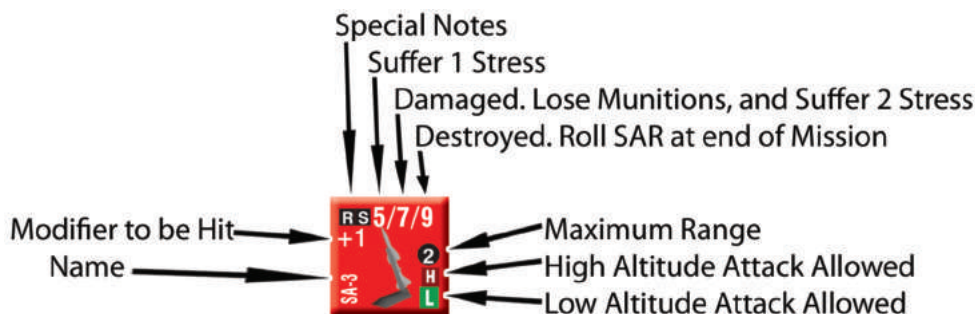 Special Notes
Suffer 1 Stress
Damaged. Lose Munitions, and Suffer 2 Stress
Destroyed. Roll SAR at end of Mission
R S 5/7/9
Modifier to be Hit
+1
Maximum Range
2
Name
SA-3
H
High Altitude Attack Allowed
L
Low Altitude Attack Allowed